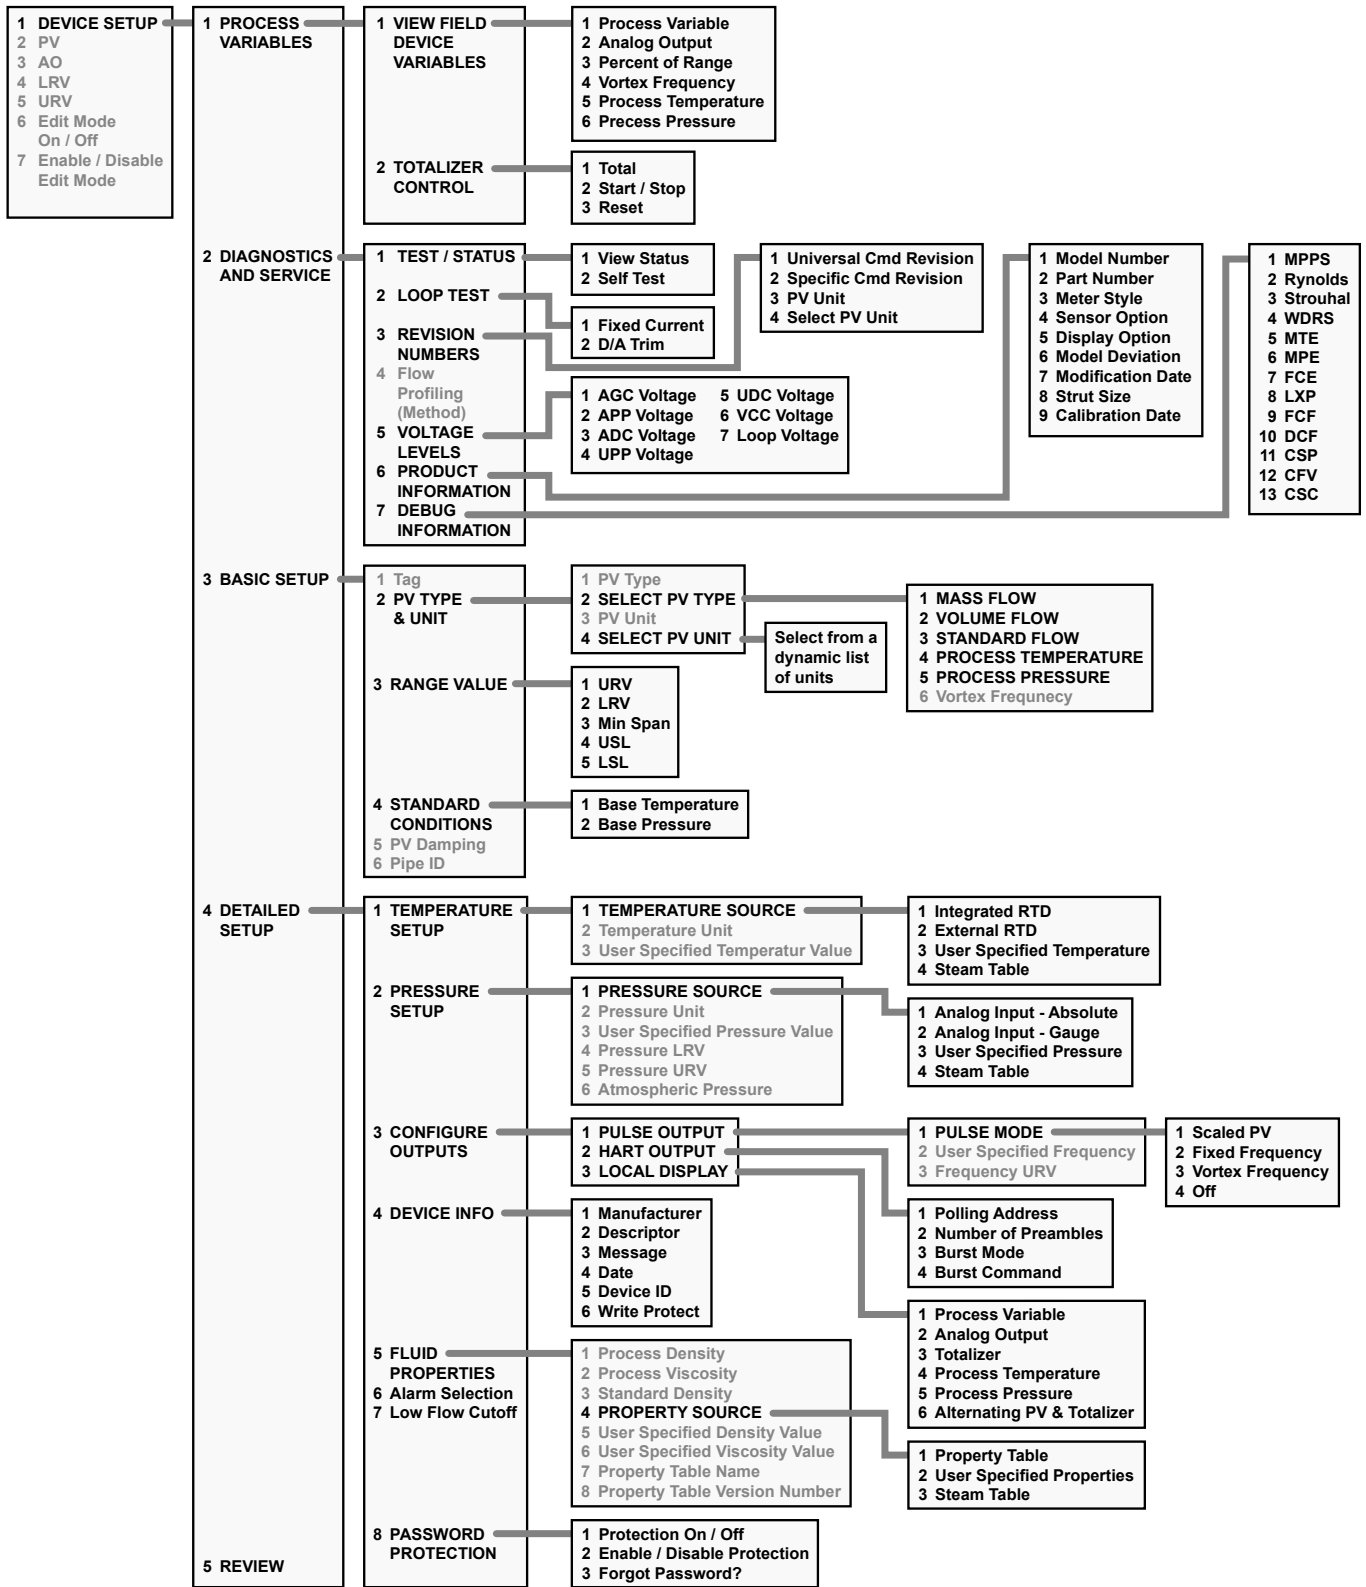 1 DEVICE SETUP
2 PV
3 AO
4 LRV
5 URV
6 Edit Mode
On / Off
7 Enable / Disable
Edit Mode
1 PROCESS
VARIABLES
2 DIAGNOSTICS
AND SERVICE
3 BASIC SETUP
4 DETAILED
SETUP
5 REVIEW
1 VIEW FIELD
DEVICE
VARIABLES
2 TOTALIZER
CONTROL
1 Process Variable
2 Analog Output
3 Percent of Range
4 Vortex Frequency
5 Process Temperature
6 Precess Pressure
1 Total
2 Start / Stop
3 Reset
1 TEST / STATUS
2 LOOP TEST
3 REVISION
NUMBERS
4 Flow
Profiling
(Method)
5 VOLTAGE
LEVELS
6 PRODUCT
INFORMATION
7 DEBUG
INFORMATION
1 View Status
2 Self Test
1 Fixed Current
2 D/A Trim
1 Universal Cmd Revision
2 Specific Cmd Revision
3 PV Unit
4 Select PV Unit
1 AGC Voltage 5 UDC Voltage
2 APP Voltage 6 VCC Voltage
3 ADC Voltage 7 Loop Voltage
4 UPP Voltage
1 Model Number
2 Part Number
3 Meter Style
4 Sensor Option
5 Display Option
6 Model Deviation
7 Modification Date
8 Strut Size
9 Calibration Date
1 MPPS
2 Rynolds
3 Strouhal
4 WDRS
5 MTE
6 MPE
7 FCE
8 LXP
9 FCF
10 DCF
11 CSP
12 CFV
13 CSC
1 Tag
2 PV TYPE
& UNIT
3 RANGE VALUE
4 STANDARD
CONDITIONS
5 PV Damping
6 Pipe ID
1 PV Type
2 SELECT PV TYPE
3 PV Unit
4 SELECT PV UNIT
Select from a
dynamic list
of units
1 MASS FLOW
2 VOLUME FLOW
3 STANDARD FLOW
4 PROCESS TEMPERATURE
5 PROCESS PRESSURE
6 Vortex Frequnecy
1 URV
2 LRV
3 Min Span
4 USL
5 LSL
1 Base Temperature
2 Base Pressure
1 TEMPERATURE
SETUP
2 PRESSURE
SETUP
3 CONFIGURE
OUTPUTS
4 DEVICE INFO
5 FLUID
PROPERTIES
6 Alarm Selection
7 Low Flow Cutoff
8 PASSWORD
PROTECTION
1 TEMPERATURE SOURCE
2 Temperature Unit
3 User Specified Temperatur Value
1 Integrated RTD
2 External RTD
3 User Specified Temperature
4 Steam Table
1 PRESSURE SOURCE
2 Pressure Unit
3 User Specified Pressure Value
4 Pressure LRV
5 Pressure URV
6 Atmospheric Pressure
1 Analog Input - Absolute
2 Analog Input - Gauge
3 User Specified Pressure
4 Steam Table
1 PULSE OUTPUT
2 HART OUTPUT
3 LOCAL DISPLAY
1 PULSE MODE
2 User Specified Frequency
3 Frequency URV
1 Scaled PV
2 Fixed Frequency
3 Vortex Frequency
4 Off
1 Polling Address
2 Number of Preambles
3 Burst Mode
4 Burst Command
1 Manufacturer
2 Descriptor
3 Message
4 Date
5 Device ID
6 Write Protect
1 Process Variable
2 Analog Output
3 Totalizer
4 Process Temperature
5 Process Pressure
6 Alternating PV & Totalizer
1 Process Density
2 Process Viscosity
3 Standard Density
4 PROPERTY SOURCE
5 User Specified Density Value
6 User Specified Viscosity Value
7 Property Table Name
8 Property Table Version Number
1 Property Table
2 User Specified Properties
3 Steam Table
1 Protection On / Off
2 Enable / Disable Protection
3 Forgot Password?